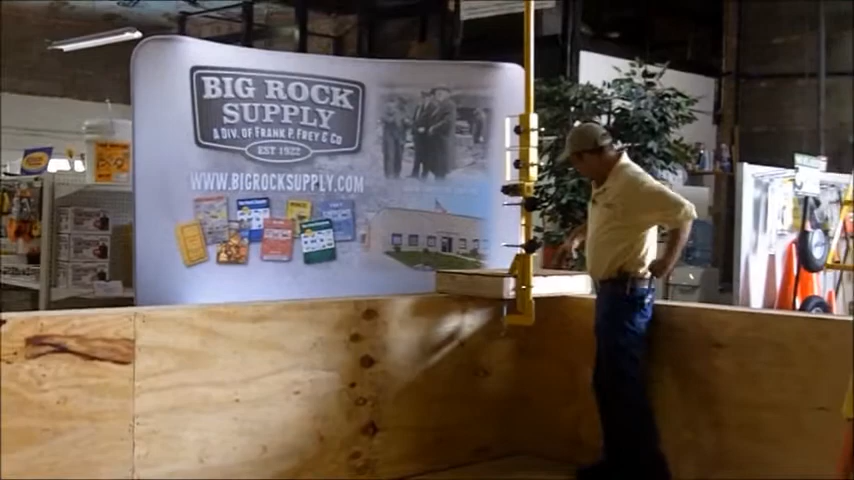 BIG ROCK
SUPPLY
A DIV. of FRANK P. FREY & CO
EST 1922
WWW.BIGROCKSUPPLY.COM